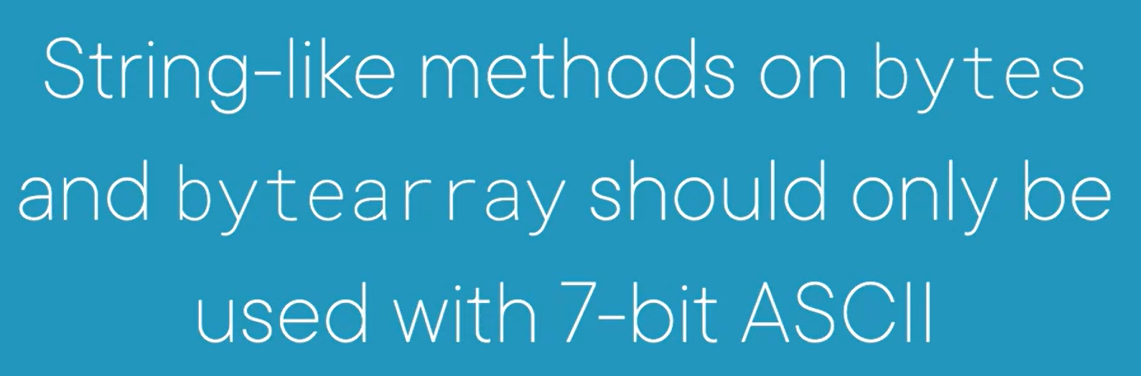 String-like methods on bytes
and bytearray should only be
used with 7-bit ASCII